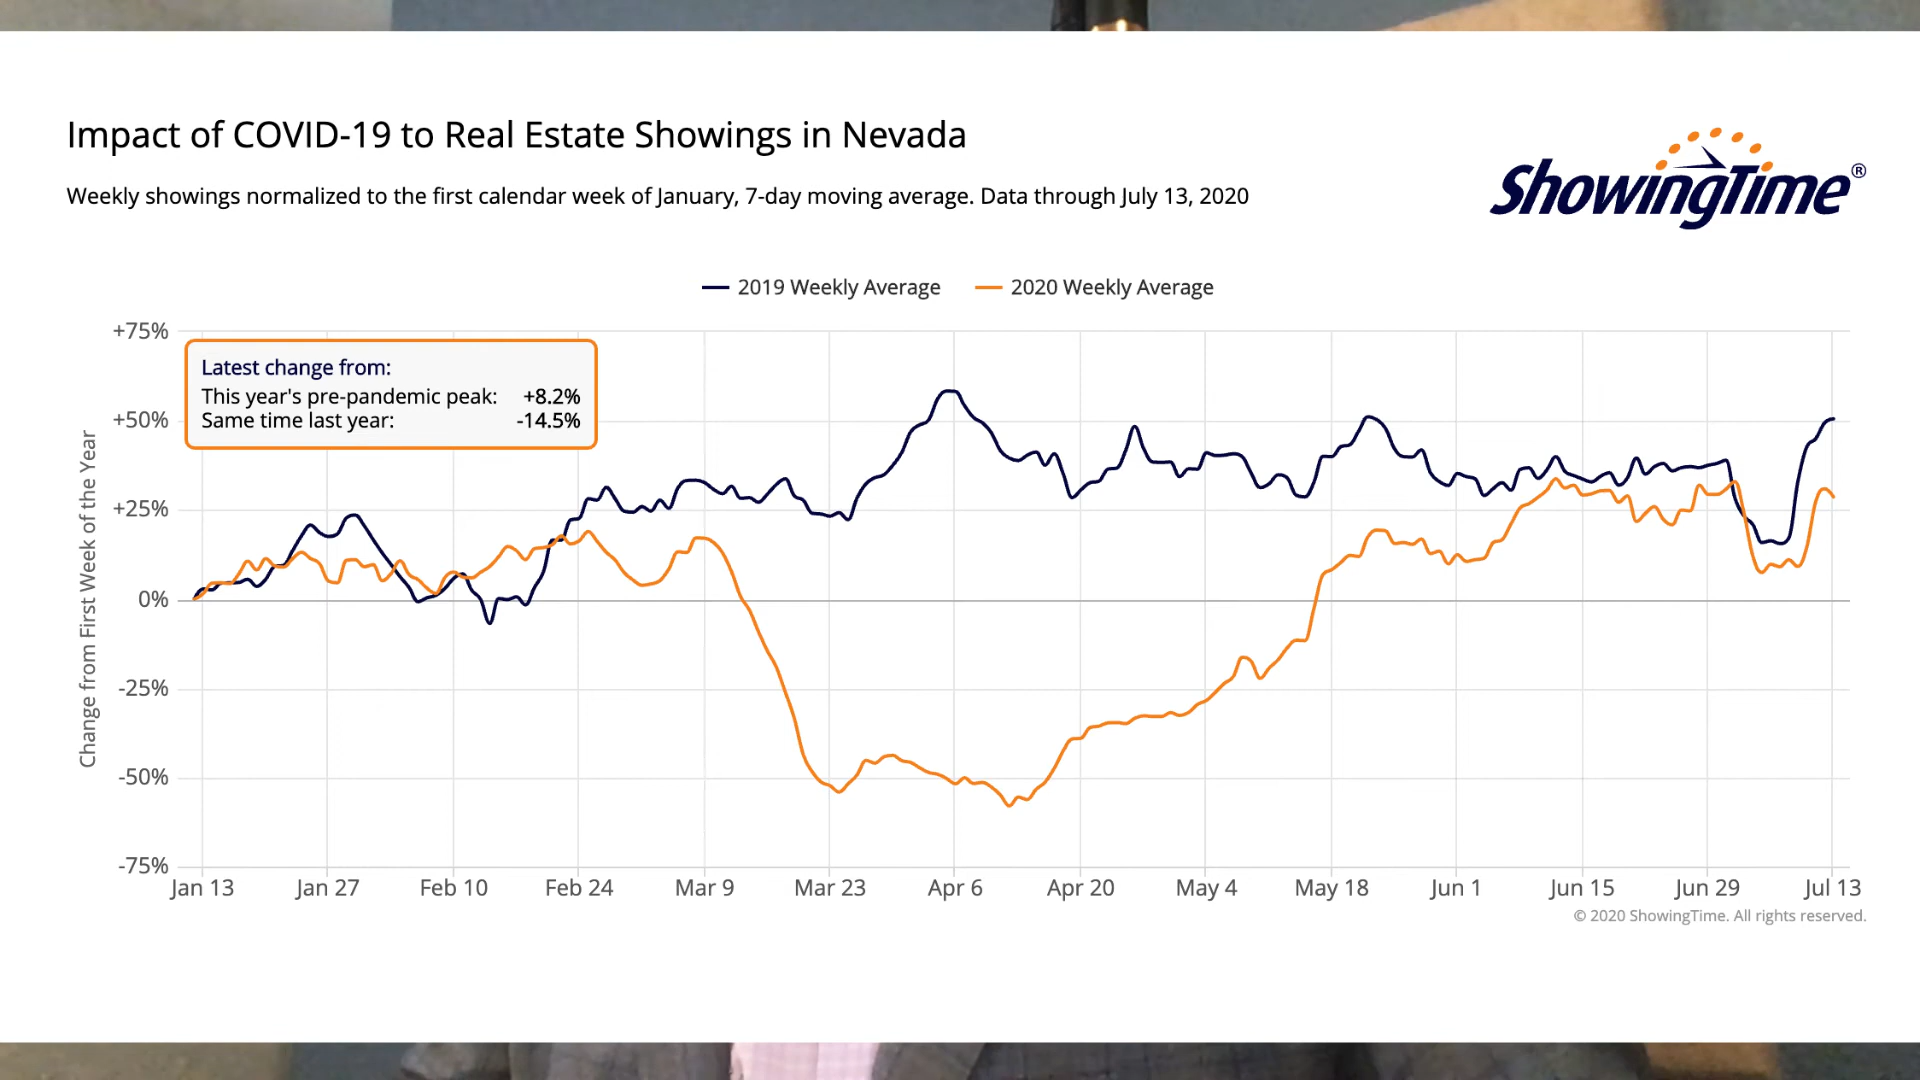 Impact of COVID-19 to Real Estate Showings in Nevada
Weekly showings normalized to the first calendar week of January, 7-day moving average. Data through July 13, 2020
ShowingTime®
2019 Weekly Average
2020 Weekly Average
Change from First Week of the Year
+75%
+50%
+25%
0%
-25%
-50%
-75%
Latest change from:
This year's pre-pandemic peak: +8.2%
Same time last year: -14.5%
Jan 13 Jan 27 Feb 10 Feb 24 Mar 9 Mar 23 Apr 6 Apr 20 May 4 May 18 Jun 1 Jun 15 Jun 29 Jul 13
© 2020 ShowingTime. All rights reserved.